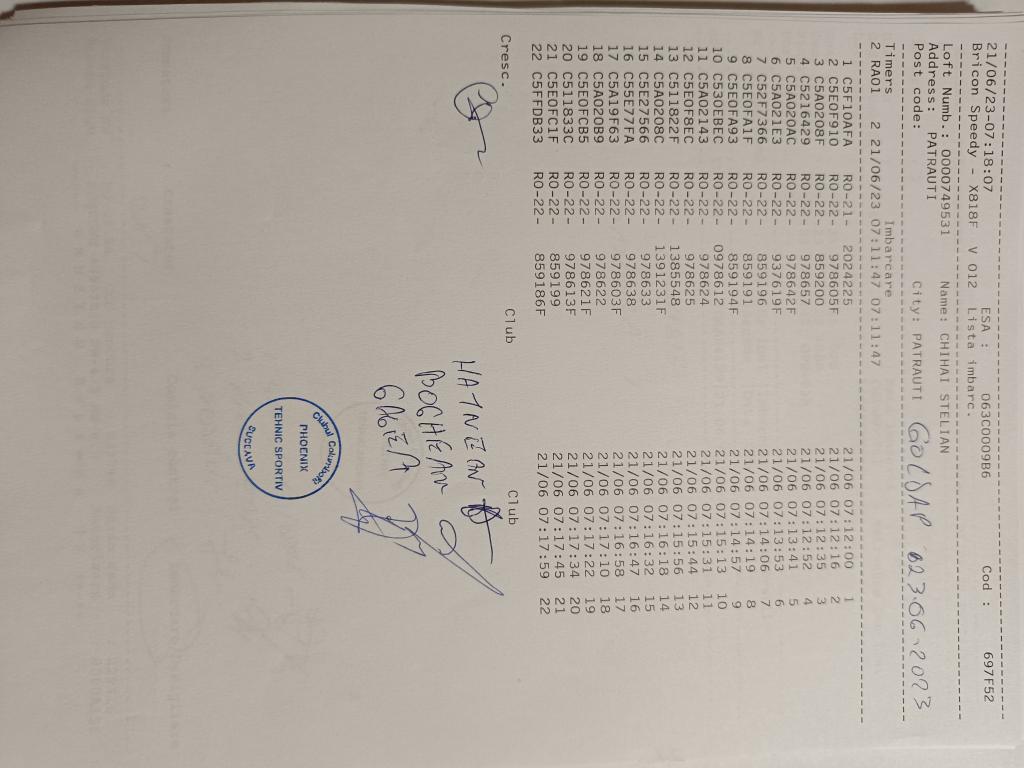 21/06/23-07:18:07 ESA : 063C0009B6 Cod : 697F52
Bricon Speedy - X818F V 012 Lista imbarc.
Loft Numb.: 0000749531 Name: CHIHAI STELIAN
Address: PATRAUTI City: PATRAUTI
Post code: GOLDAP 023.06.2023
Timers Imbarcare
2 RA01 2 21/06/23 07:11:47 07:11:47
1 C5F10AFA RO-21- 2024225 21/06 07:12:00 1
2 C5E0F910 RO-22- 978605F 21/06 07:12:16 2
3 C5A0208F RO-22- 859200 21/06 07:12:35 3
4 C5216429 RO-22- 978657 21/06 07:12:52 4
5 C5A020AC RO-22- 978642F 21/06 07:13:41 5
6 C5A021E3 RO-22- 937619F 21/06 07:13:53 6
7 C52F7366 RO-22- 859196 21/06 07:14:06 7
8 C5E0FA1F RO-22- 859191 21/06 07:14:19 8
9 C5E0FA93 RO-22- 859194F 21/06 07:14:57 9
10 C530EBEC RO-22- 0978612 21/06 07:15:13 10
11 C5A02143 RO-22- 978624 21/06 07:15:31 11
12 C5E0F8EC RO-22- 978625 21/06 07:15:44 12
13 C511822F RO-22- 1385548 21/06 07:15:56 13
14 C5A0208C RO-22- 1391231F 21/06 07:16:18 14
15 C5E27566 RO-22- 978633 21/06 07:16:32 15
16 C55E77FA RO-22- 978638 21/06 07:16:47 16
17 C5A19F63 RO-22- 978603F 21/06 07:16:58 17
18 C5A020B9 RO-22- 978622 21/06 07:17:10 18
19 C5E0FCB5 RO-22- 978621F 21/06 07:17:22 19
20 C511833C RO-22- 978613F 21/06 07:17:34 20
21 C5E0FC1F RO-22- 859199 21/06 07:17:45 21
22 C5FFDB33 RO-22- 859186F 21/06 07:17:59 22
Cresc. Club Club
BOGHEAN
Clubul Columbofil
PHOENIX
TEHNIC SPORTIV
SUCEAVA